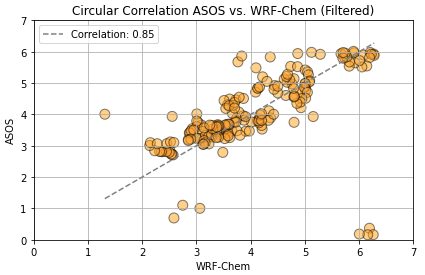 Circular Correlation ASOS vs. WRF-Chem (Filtered)
Correlation: 0.85
7
6
5
4
3
2
1
0
ASOS
0 1 2 3 4 5 6 7
WRF-Chem